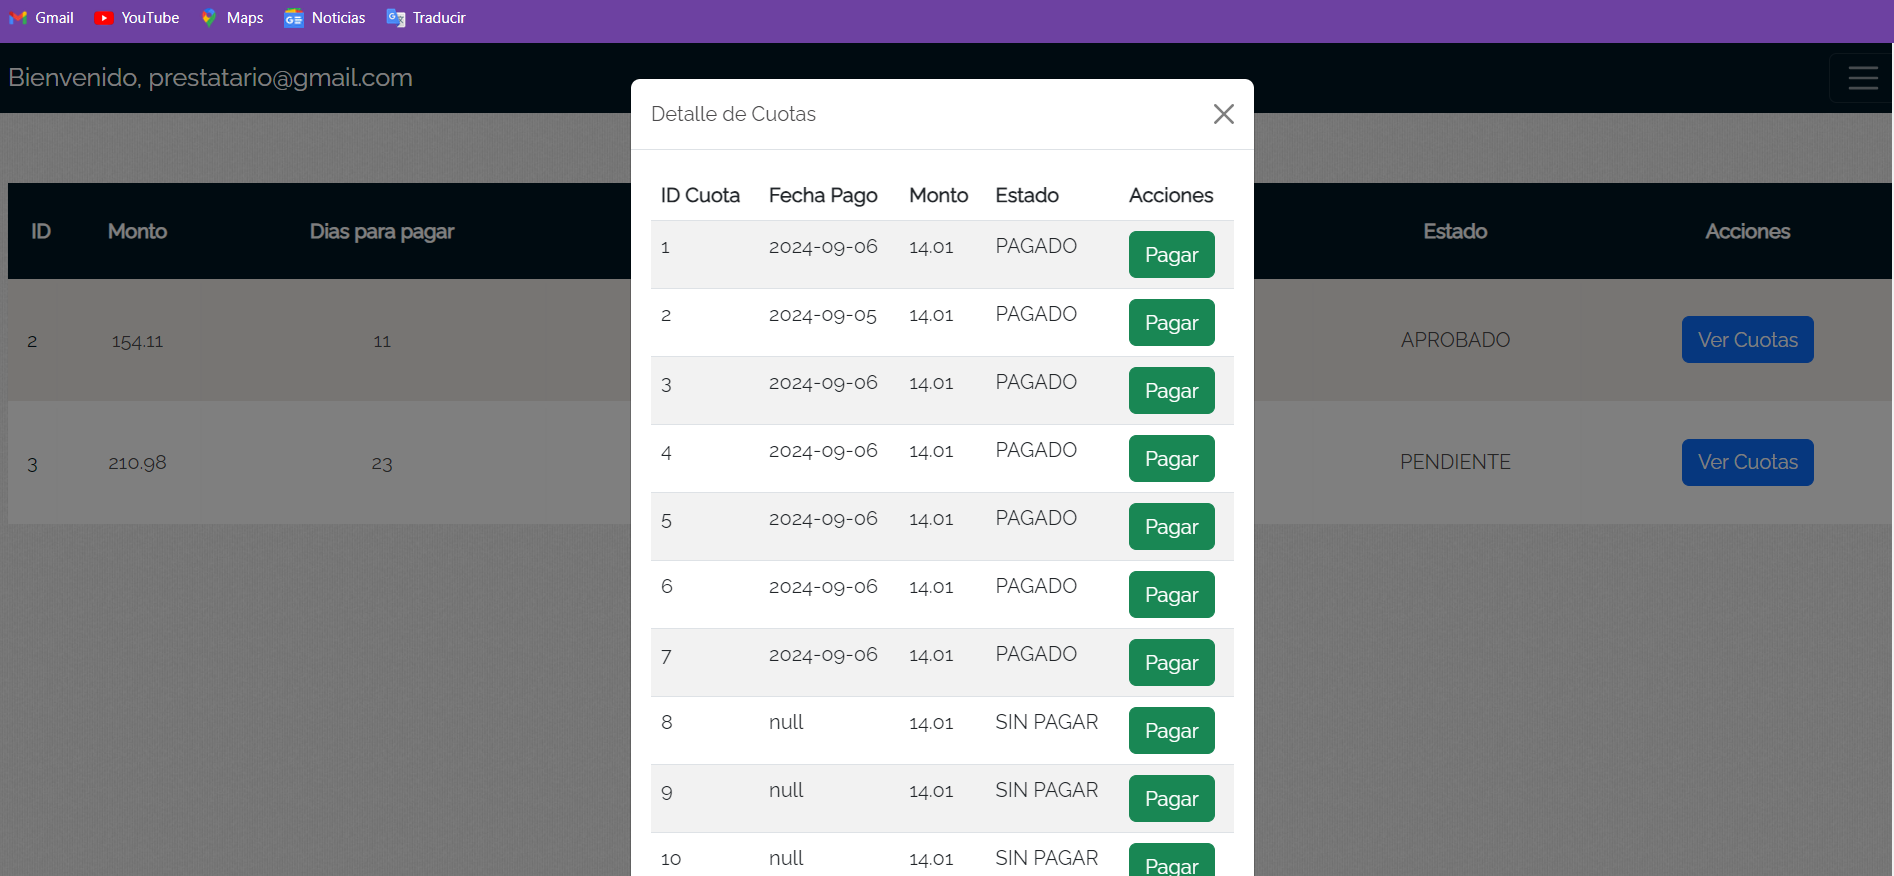 Gmail YouTube Maps Noticias Traducir
Bienvenido, prestatario@gmail.com
Detalle de Cuotas
ID Cuota Fecha Pago Monto Estado Acciones
1 2024-09-06 14.01 PAGADO Pagar
2 2024-09-05 14.01 PAGADO Pagar
3 2024-09-06 14.01 PAGADO Pagar
4 2024-09-06 14.01 PAGADO Pagar
5 2024-09-06 14.01 PAGADO Pagar
6 2024-09-06 14.01 PAGADO Pagar
7 2024-09-06 14.01 PAGADO Pagar
8 null 14.01 SIN PAGAR Pagar
9 null 14.01 SIN PAGAR Pagar
10 null 14.01 SIN PAGAR Pagar
ID Monto Dias para pagar Estado Acciones
2 154.11 11 APROBADO Ver Cuotas
3 210.98 23 PENDIENTE Ver Cuotas